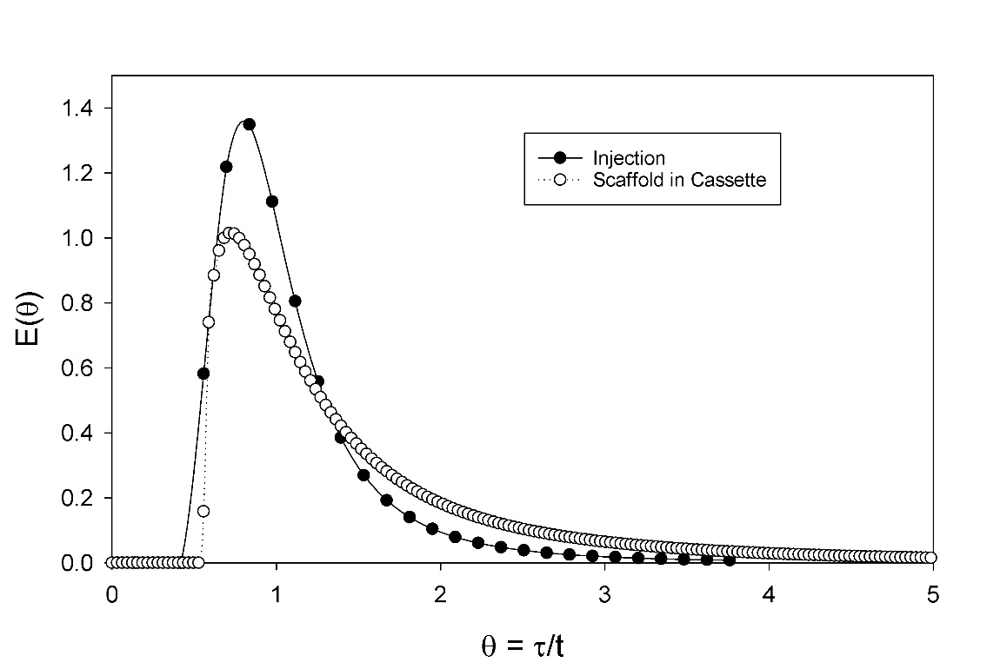 1.4
1.2
1.0
0.8
0.6
0.4
0.2
0.0
E(θ)
Injection
Scaffold in Cassette
0 1 2 3 4 5
θ = τ/t